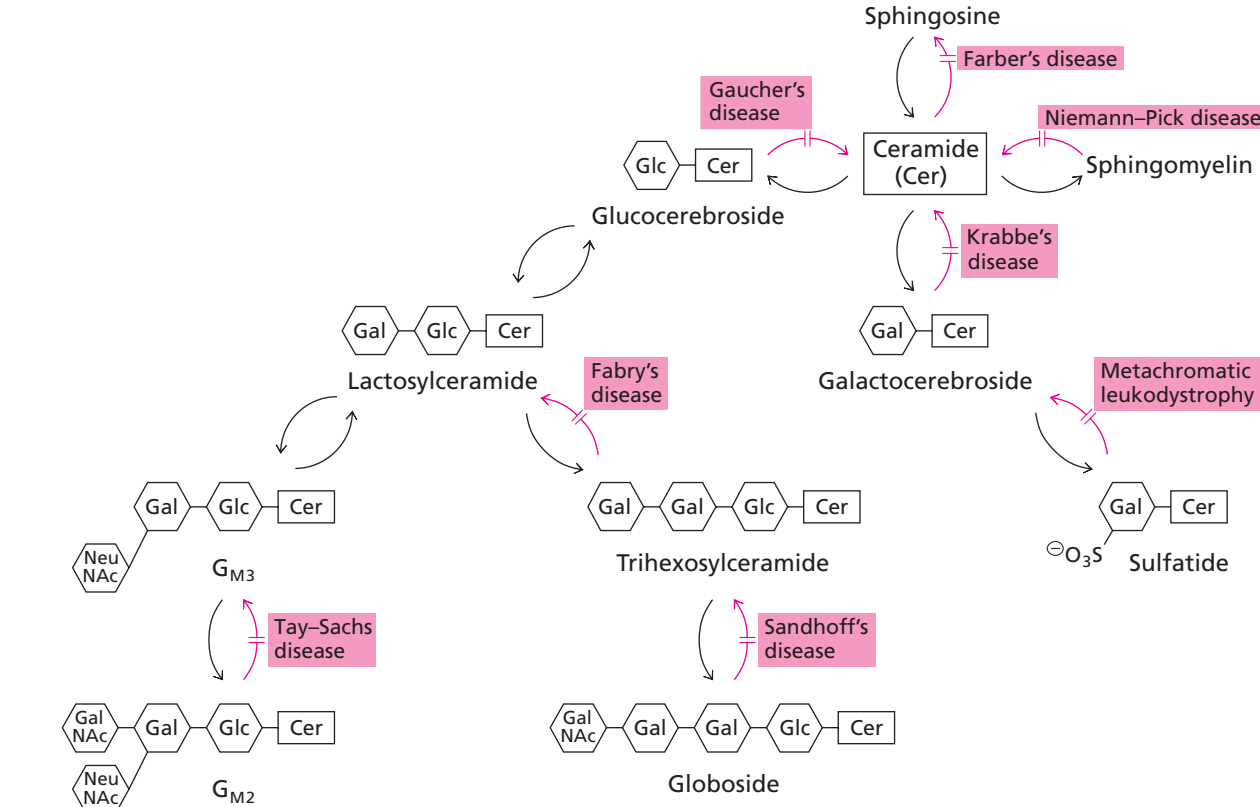 Sphingosine
Farber's disease
Gaucher's
disease
Niemann–Pick disease
Glc Cer
Ceramide
(Cer)
Sphingomyelin
Glucocerebroside
Krabbe's
disease
Gal Glc Cer
Gal Cer
Lactosylceramide
Fabry's
disease
Galactocerebroside
Metachromatic
leukodystrophy
Gal Glc Cer
Neu
NAc
GM3
Gal Gal Glc Cer
Trihexosylceramide
Gal Cer
⊖O3S
Sulfatide
Tay–Sachs
disease
Sandhoff's
disease
Gal
NAc
Gal Glc Cer
Neu
NAc
GM2
Gal
NAc
Gal Gal Glc Cer
Globoside